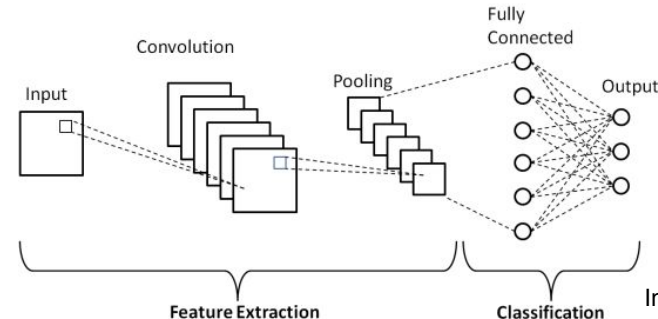 Input
Convolution
Pooling
Fully
Connected
Output
Feature Extraction
Classification